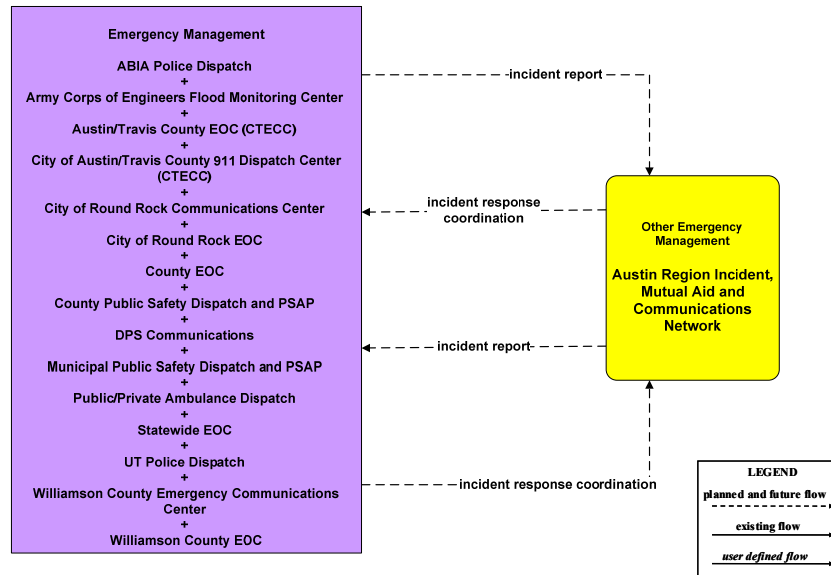 Emergency Management
ABIA Police Dispatch
+
Army Corps of Engineers Flood Monitoring Center
+
Austin/Travis County EOC (CTECC)
+
City of Austin/Travis County 911 Dispatch Center
(CTECC)
+
City of Round Rock Communications Center
+
City of Round Rock EOC
+
County EOC
+
County Public Safety Dispatch and PSAP
+
DPS Communications
+
Municipal Public Safety Dispatch and PSAP
+
Public/Private Ambulance Dispatch
+
Statewide EOC
+
UT Police Dispatch
+
Williamson County Emergency Communications
Center
+
Williamson County EOC
incident report
incident response
coordination
incident report
incident response coordination
Other Emergency
Management
Austin Region Incident,
Mutual Aid and
Communications
Network
LEGEND
planned and future flow
existing flow
user defined flow